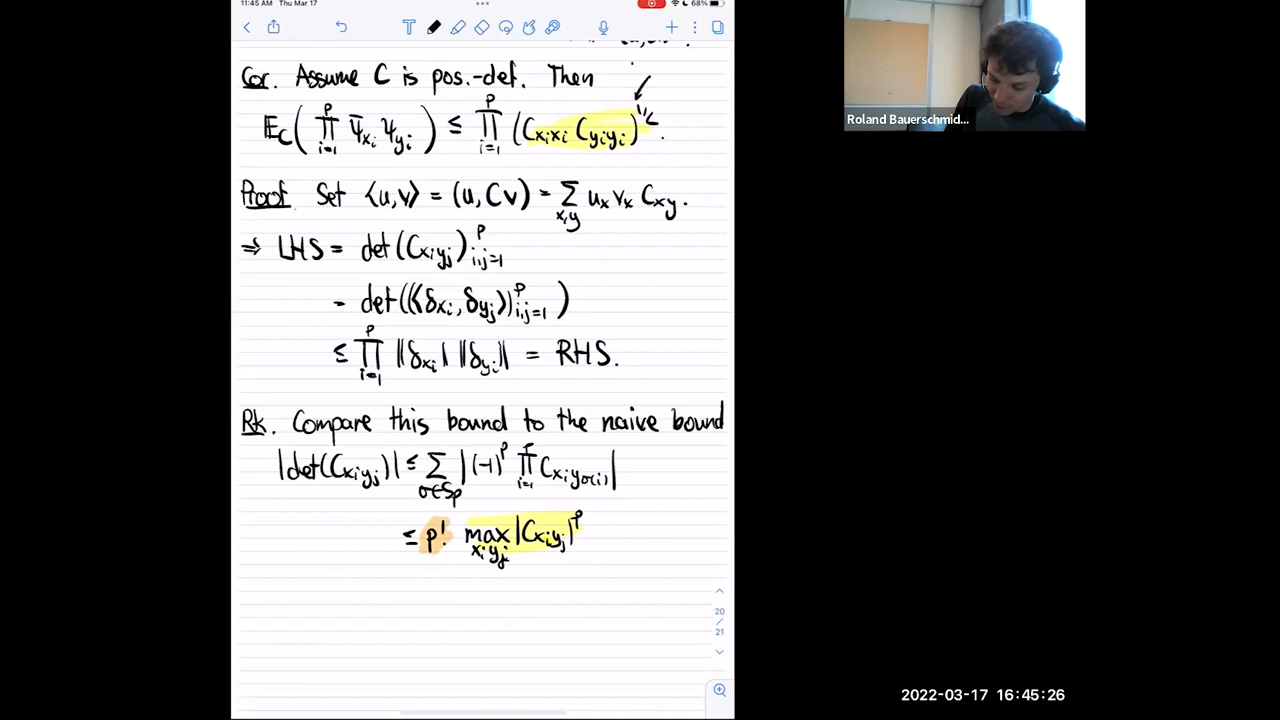 11:45 AM Thu Mar 17
68%
Cor. Assume C is pos.-def. Then
E_C( ∏_{i=1}^p ψ̄_{x_i} ψ_{y_i} ) ≤ ∏_{i=1}^p (C_{x_i x_i} C_{y_i y_i})^{1/2}.
Proof Set ⟨u,v⟩ = (u, Cv) = ∑_{x,y} u_x v_x C_{xy}.
⇒ LHS = det(C_{x_i y_j})_{i,j=1}^p
= det((⟨δ_{x_i}, δ_{y_j}⟩)_{i,j=1}^p)
≤ ∏_{i=1}^p ‖δ_{x_i}‖ ‖δ_{y_i}‖ = RHS.
Rk. Compare this bound to the naive bound
|det(C_{x_i y_j})| ≤ ∑_{σ∈S_p} |(-1)^p ∏_{i=1}^p C_{x_i y_{σ(i)}}|
≤ p! max_{x_i y_j} |C_{x_i y_j}|^p
20
/
21
Roland Bauerschmid...
2022-03-17 16:45:26